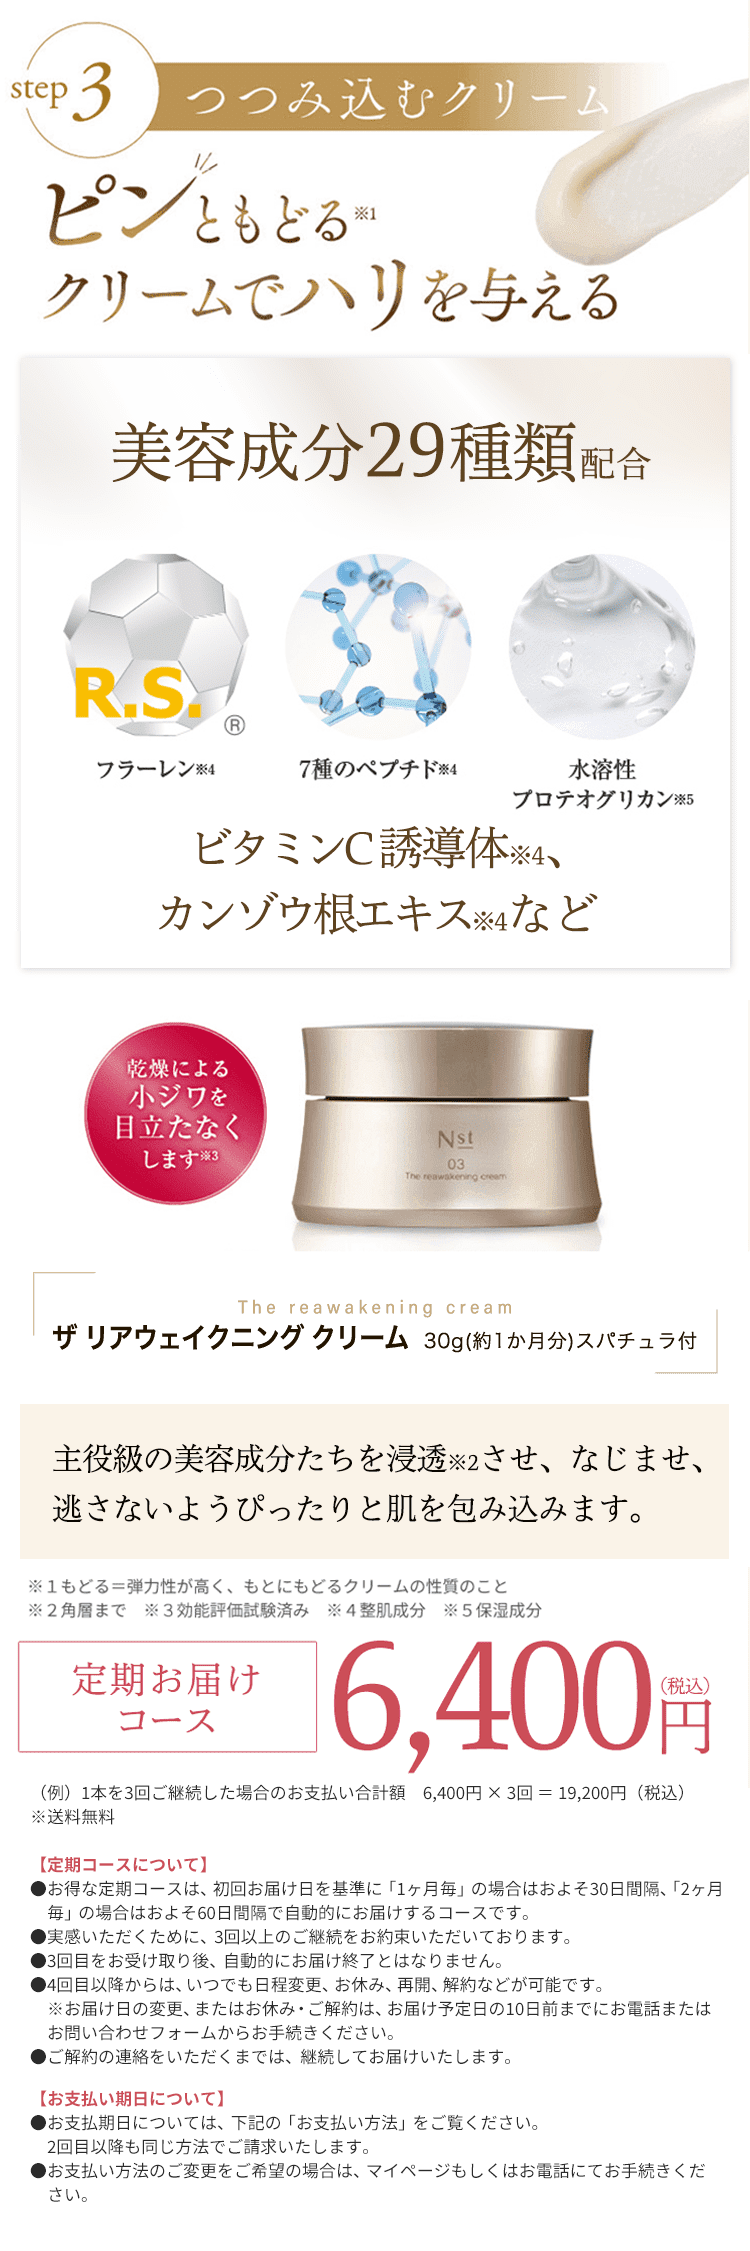 step 3
つつみ込むクリーム
ピンともどる※1
クリームでハリを与える
美容成分29種類配合
R.S.®
フラーレン※4
7種のペプチド※4
水溶性
プロテオグリカン※5
ビタミンC誘導体※4、
カンゾウ根エキス※4など
乾燥による
小ジワを
目立たなく
します※3
Nst
03
The reawakening cream
The reawakening cream
ザ リアウェイクニング クリーム 30g(約1か月分)スパチュラ付
主役級の美容成分たちを浸透※2させ、なじませ、
逃さないようぴったりと肌を包み込みます。
※1もどる＝弾力性が高く、もとにもどるクリームの性質のこと
※2角層まで ※3効能評価試験済み ※4整肌成分 ※5保湿成分
定期お届け
コース
6,400円(税込)
（例）1本を3回ご継続した場合のお支払い合計額 6,400円 × 3回 ＝ 19,200円（税込）
※送料無料
【定期コースについて】
●お得な定期コースは、初回お届け日を基準に「1ヶ月毎」の場合はおよそ30日間隔、「2ヶ月
毎」の場合はおよそ60日間隔で自動的にお届けするコースです。
●実感いただくために、3回以上のご継続をお約束いただいております。
●3回目をお受け取り後、自動的にお届け終了とはなりません。
●4回目以降からは、いつでも日程変更、お休み、再開、解約などが可能です。
※お届け日の変更、またはお休み・ご解約は、お届け予定日の10日前までにお電話または
お問い合わせフォームからお手続きください。
●ご解約の連絡をいただくまでは、継続してお届けいたします。
【お支払い期日について】
●お支払期日については、下記の「お支払い方法」をご覧ください。
2回目以降も同じ方法でご請求いたします。
●お支払い方法のご変更をご希望の場合は、マイページもしくはお電話にてお手続きくだ
さい。